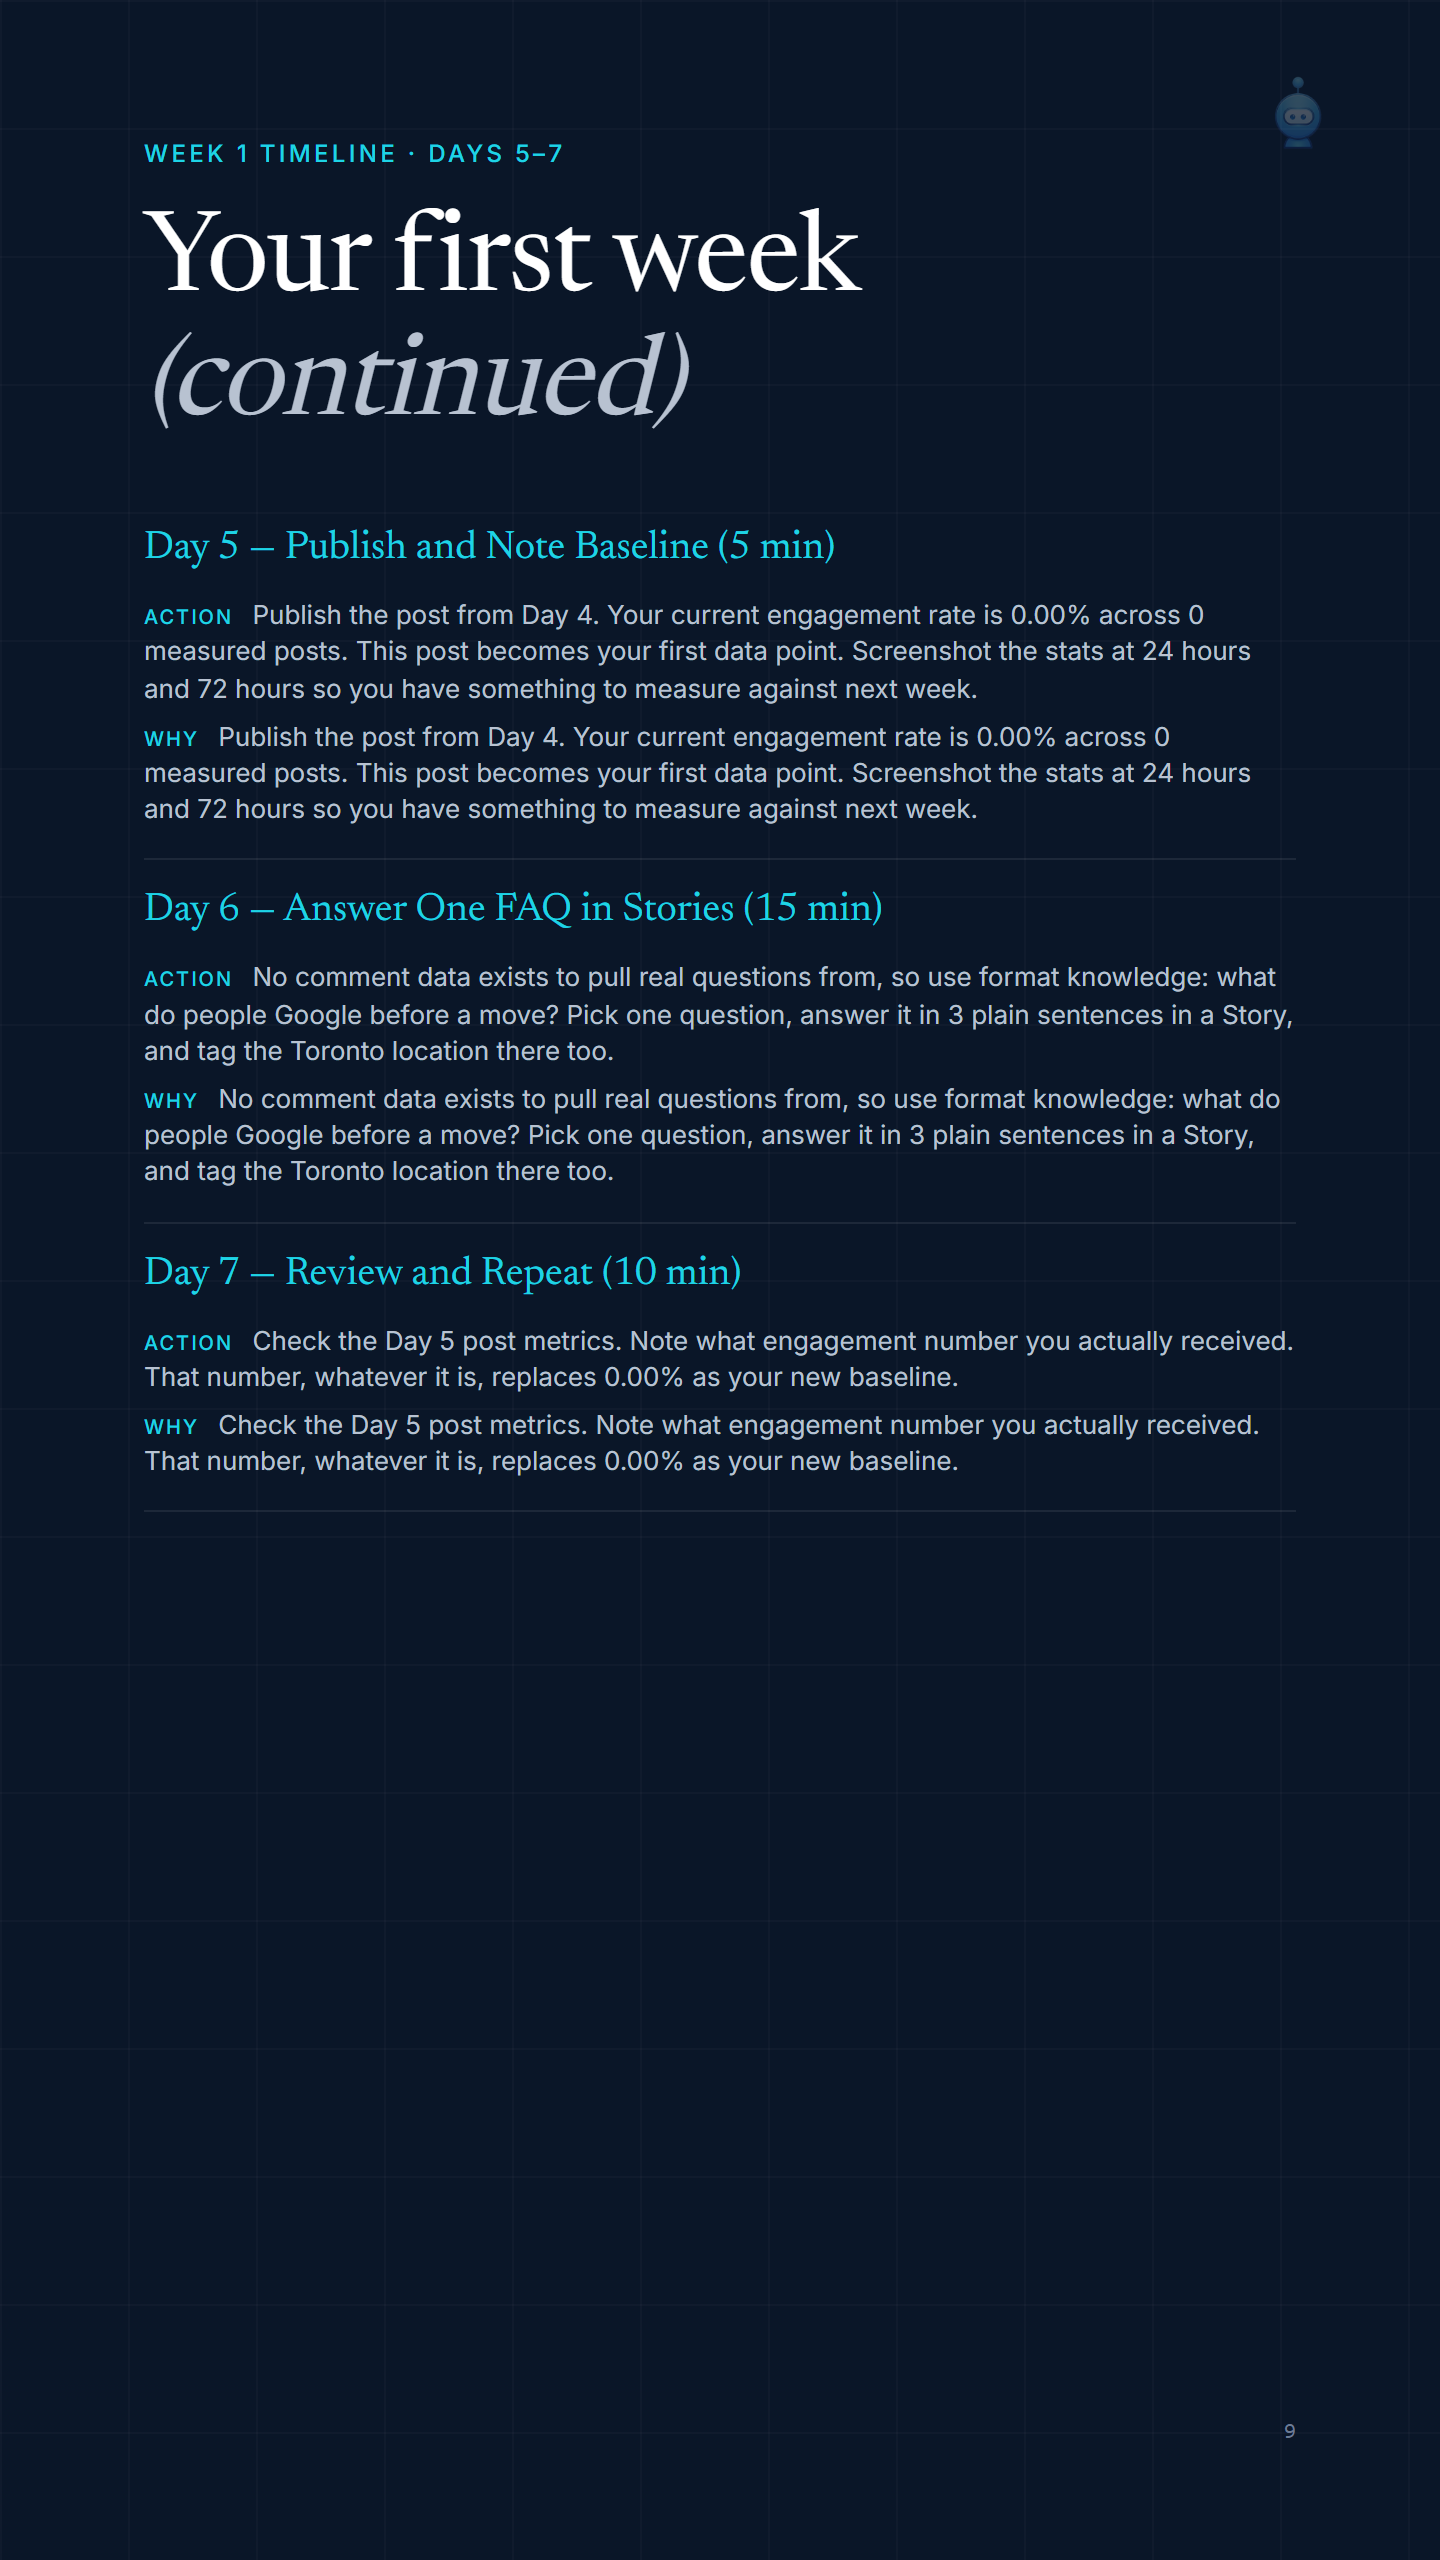 WEEK 1 TIMELINE · DAYS 5–7
Your first week
(continued)
Day 5 — Publish and Note Baseline (5 min)
ACTION Publish the post from Day 4. Your current engagement rate is 0.00% across 0
measured posts. This post becomes your first data point. Screenshot the stats at 24 hours
and 72 hours so you have something to measure against next week.
WHY Publish the post from Day 4. Your current engagement rate is 0.00% across 0
measured posts. This post becomes your first data point. Screenshot the stats at 24 hours
and 72 hours so you have something to measure against next week.
Day 6 — Answer One FAQ in Stories (15 min)
ACTION No comment data exists to pull real questions from, so use format knowledge: what
do people Google before a move? Pick one question, answer it in 3 plain sentences in a Story,
and tag the Toronto location there too.
WHY No comment data exists to pull real questions from, so use format knowledge: what do
people Google before a move? Pick one question, answer it in 3 plain sentences in a Story,
and tag the Toronto location there too.
Day 7 — Review and Repeat (10 min)
ACTION Check the Day 5 post metrics. Note what engagement number you actually received.
That number, whatever it is, replaces 0.00% as your new baseline.
WHY Check the Day 5 post metrics. Note what engagement number you actually received.
That number, whatever it is, replaces 0.00% as your new baseline.
9